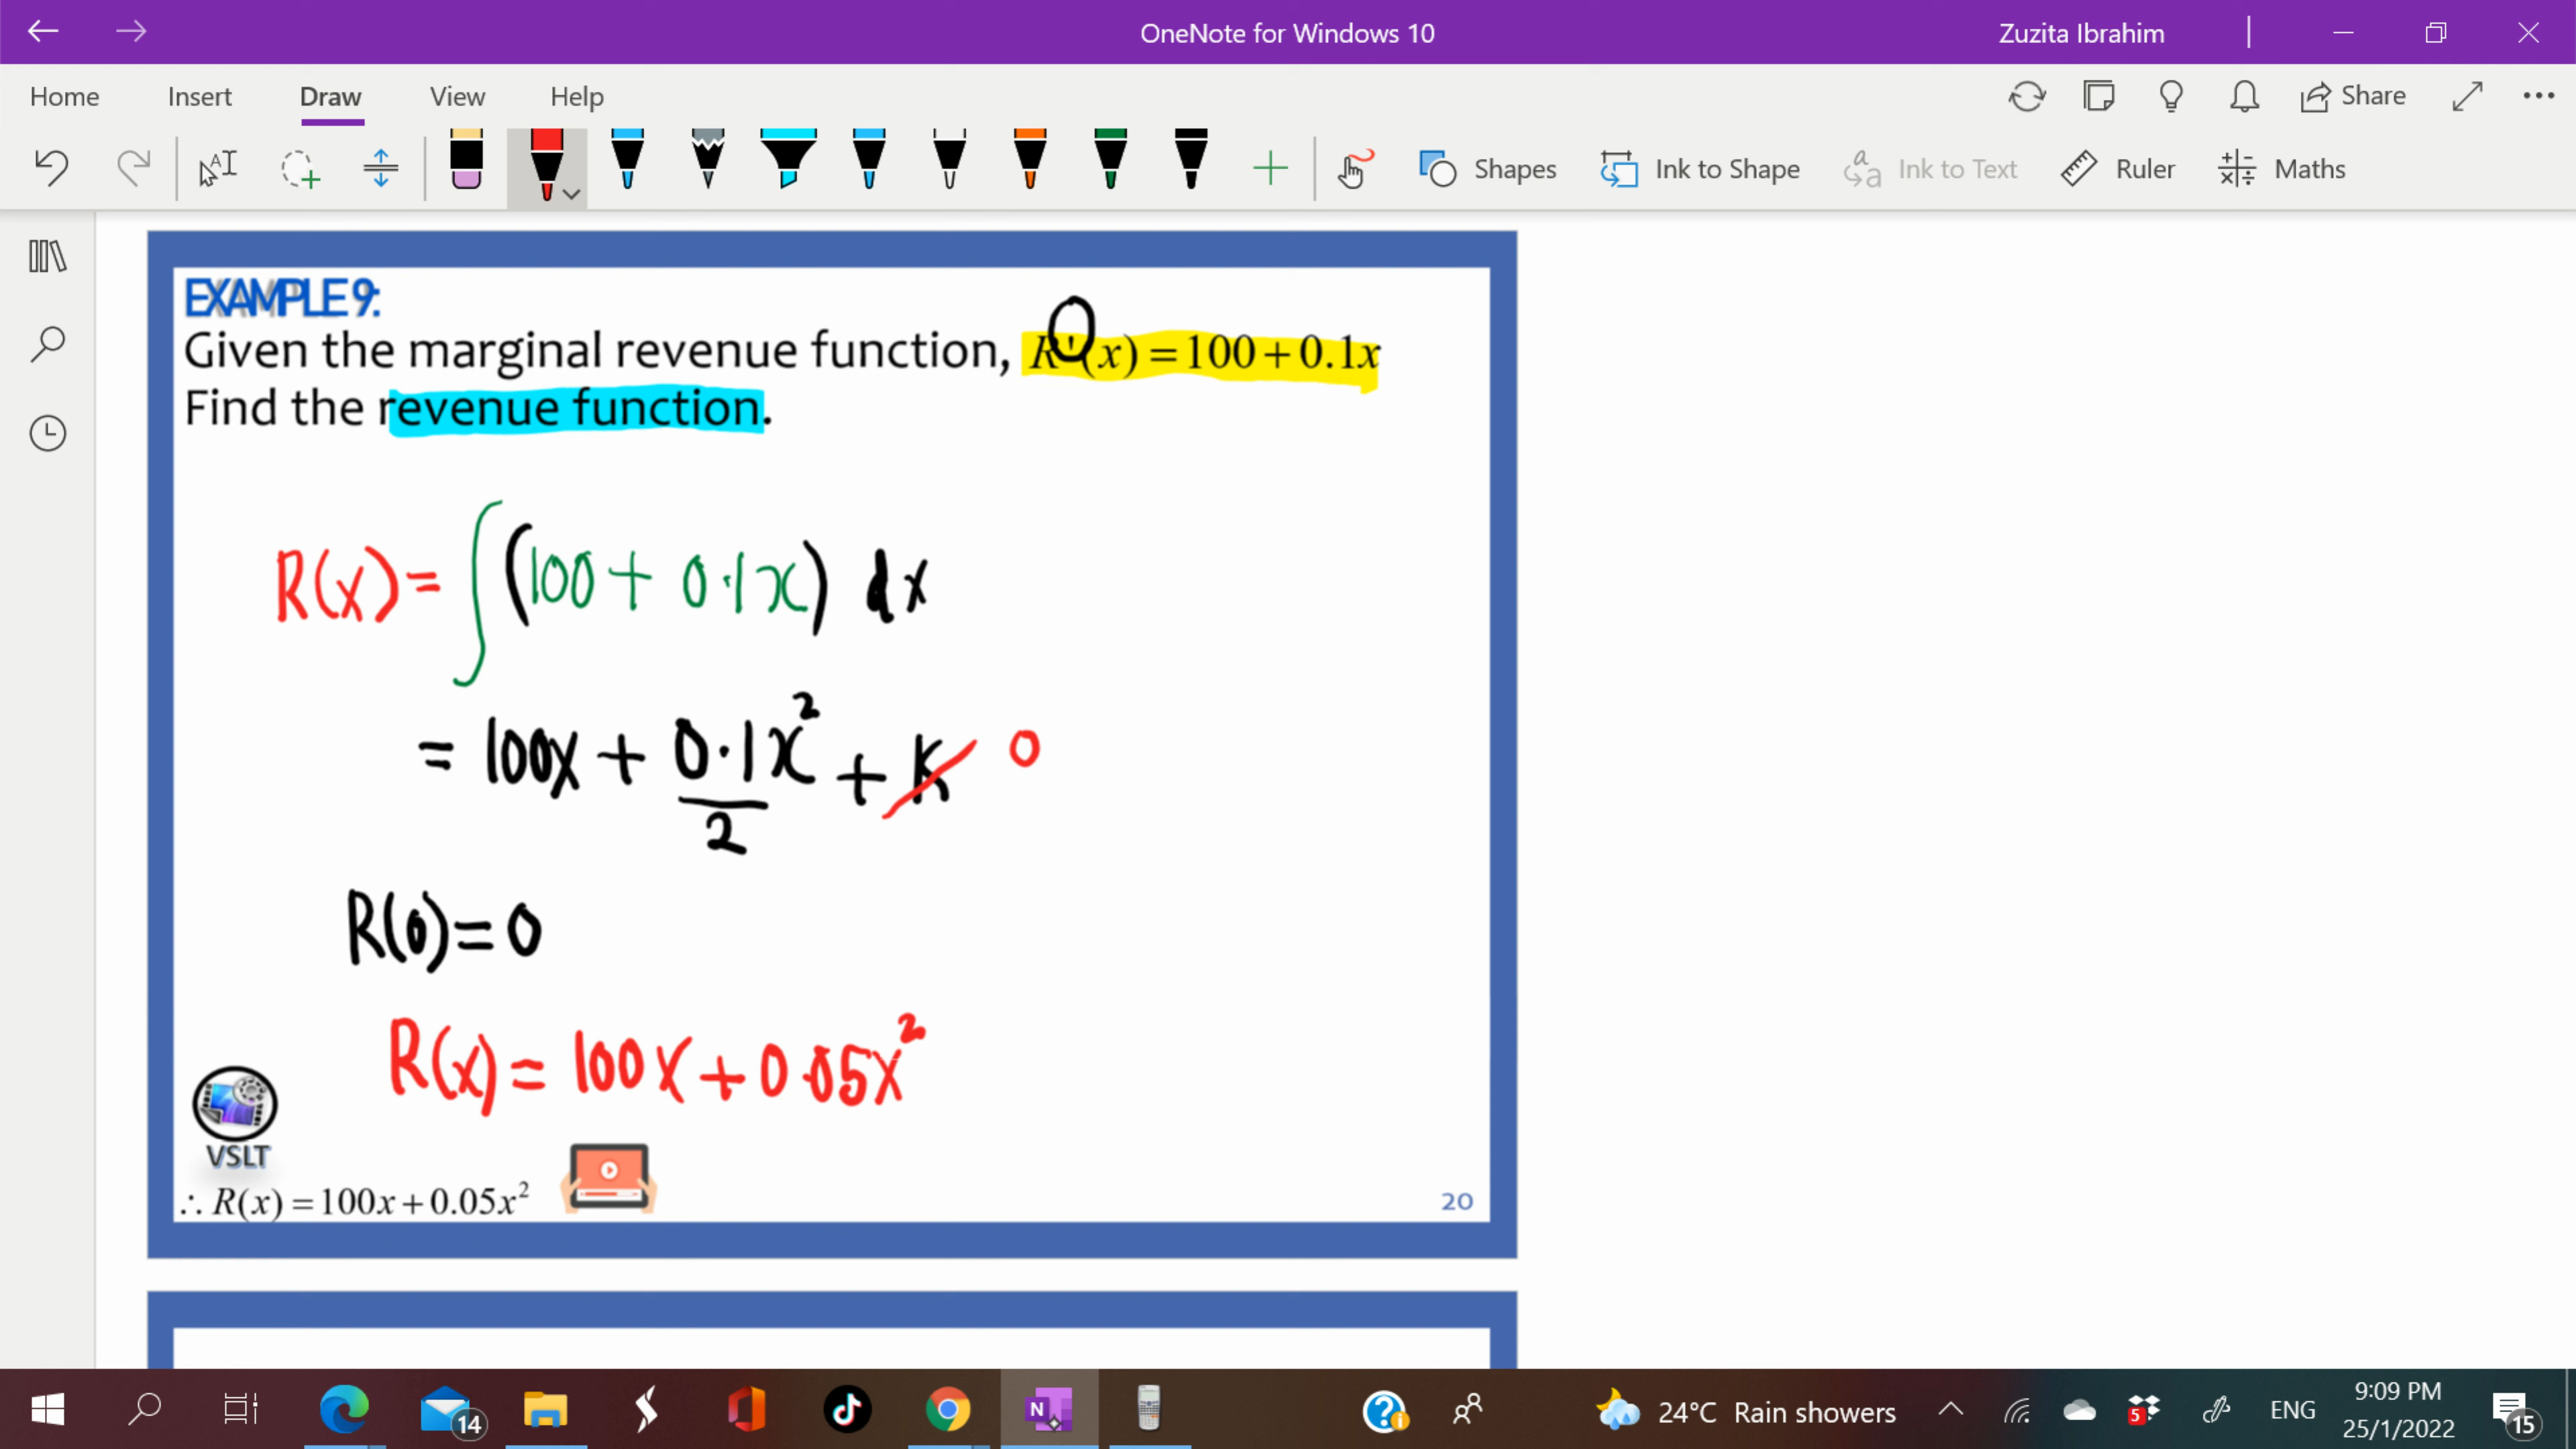 OneNote for Windows 10
Zuzita Ibrahim
Home Insert Draw View Help
Share
Shapes Ink to Shape Ink to Text Ruler Maths
EXAMPLE 9:
Given the marginal revenue function, R'(x) = 100 + 0.1x
Find the revenue function.
R(x) = ∫(100 + 0.1x) dx
= 100x + 0.1x²/2 + K 0
R(0) = 0
R(x) = 100x + 0.05x²
VSLT
∴ R(x) = 100x + 0.05x²
20
14
N
24°C Rain showers
5
ENG
9:09 PM
25/1/2022
15